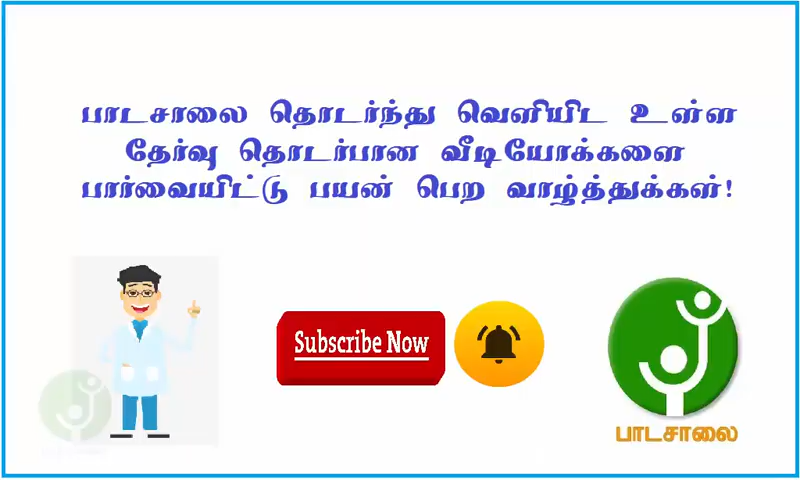 பாடசாலை தொடர்ந்து வெளியிட உள்ள
தேர்வு தொடர்பான வீடியோக்களை
பார்வையிட்டு பயன் பெற வாழ்த்துக்கள்!
Subscribe Now
பாடசாலை